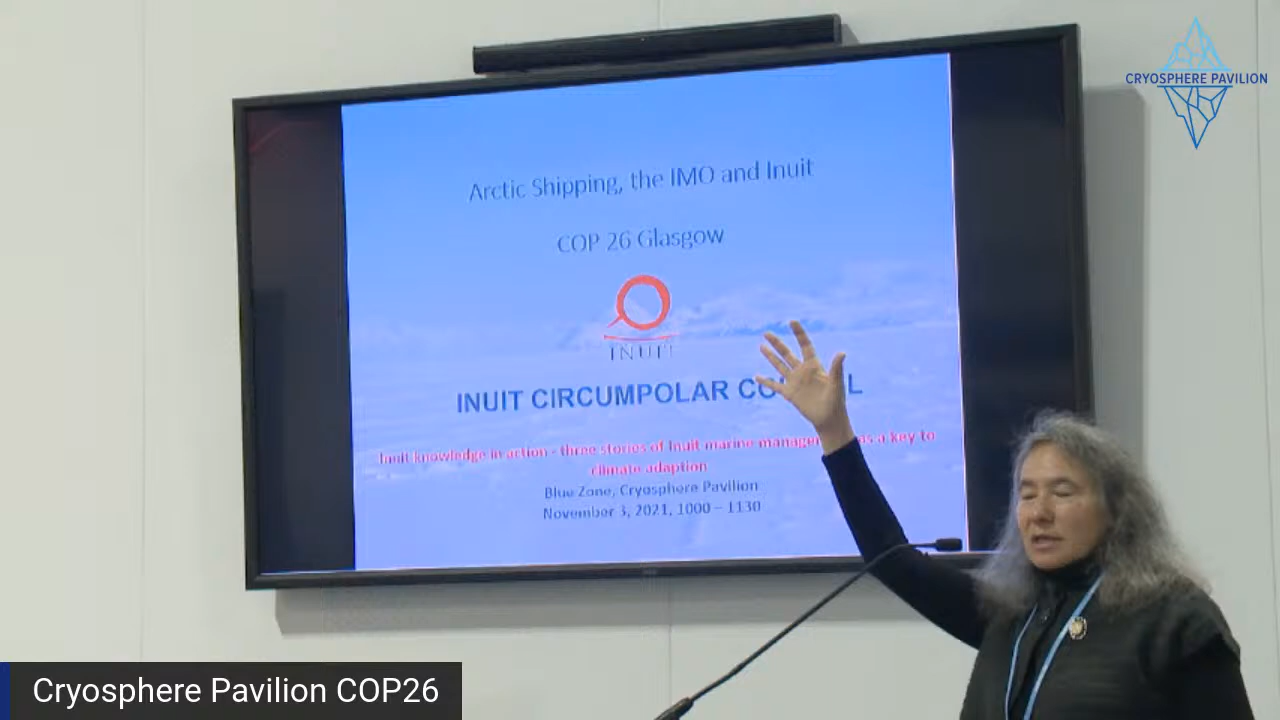 CRYOSPHERE PAVILION
Arctic Shipping, the IMO and Inuit
COP 26 Glasgow
INUIT
INUIT CIRCUMPOLAR CO L
Inuit knowledge in action - three stories of Inuit marine manager as a key to
climate adaption
Blue Zone, Cryosphere Pavilion
November 3, 2021, 1000 – 1130
Cryosphere Pavilion COP26